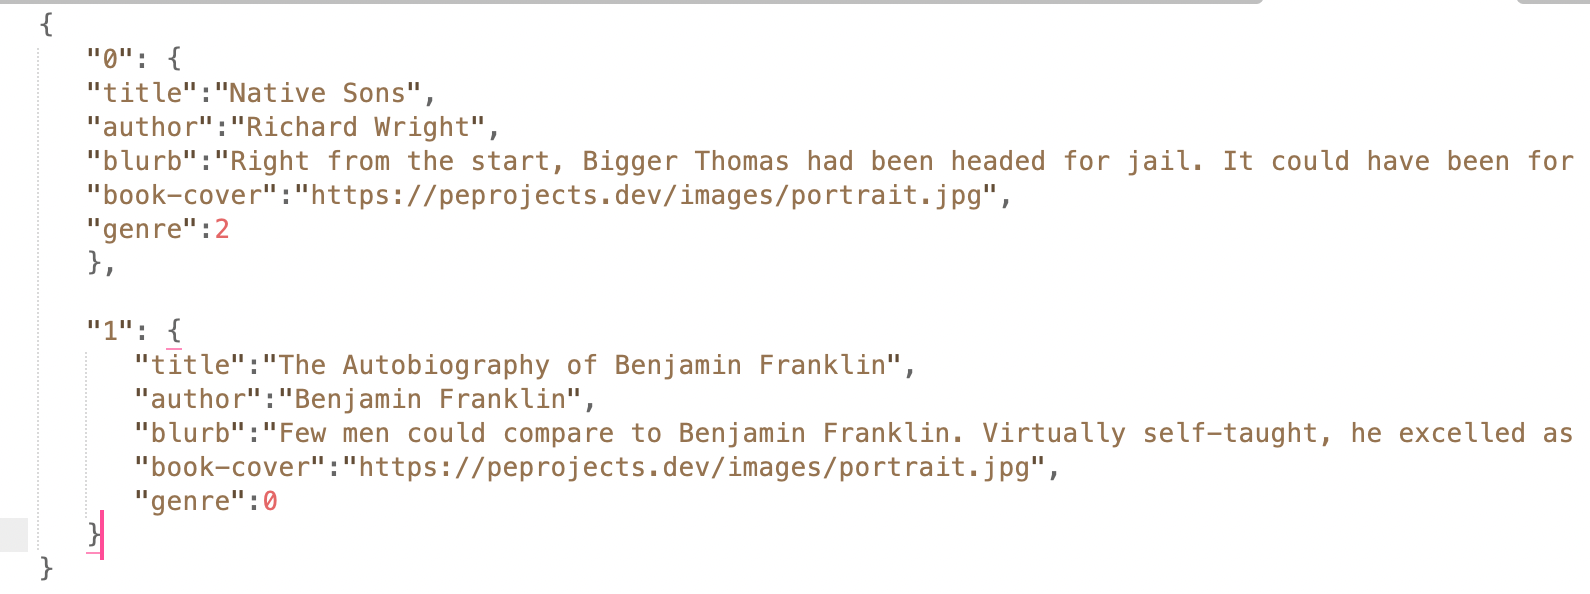 {
"0": {
"title":"Native Sons",
"author":"Richard Wright",
"blurb":"Right from the start, Bigger Thomas had been headed for jail. It could have been for
"book-cover":"https://peprojects.dev/images/portrait.jpg",
"genre":2
},
"1": {
"title":"The Autobiography of Benjamin Franklin",
"author":"Benjamin Franklin",
"blurb":"Few men could compare to Benjamin Franklin. Virtually self-taught, he excelled as
"book-cover":"https://peprojects.dev/images/portrait.jpg",
"genre":0
}
}